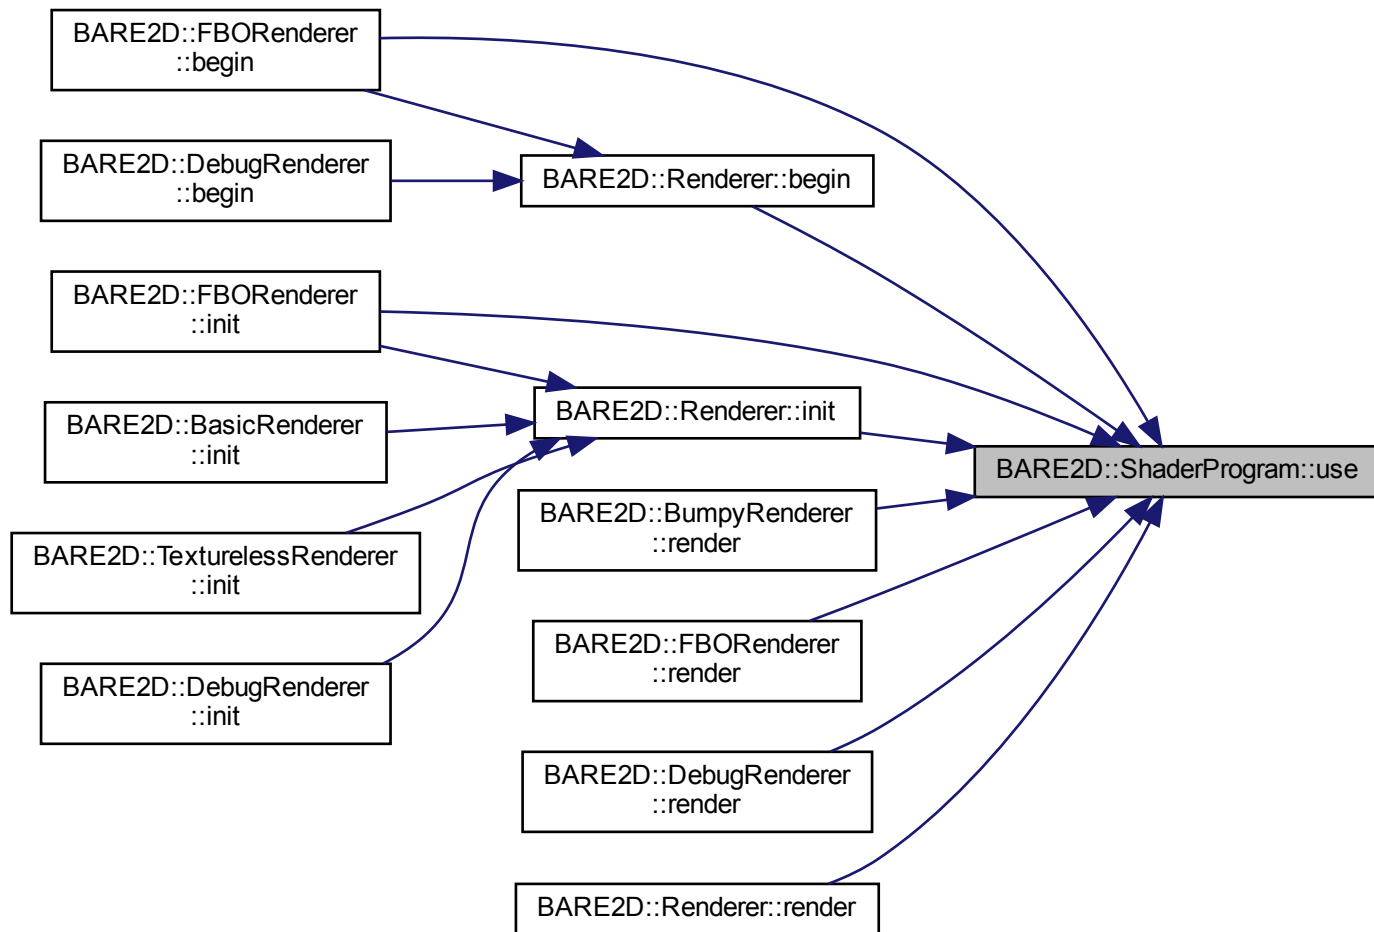 BARE2D::FBORenderer
::begin
BARE2D::DebugRenderer
::begin
BARE2D::Renderer::begin
BARE2D::FBORenderer
::init
BARE2D::Renderer::init
BARE2D::BasicRenderer
::init
BARE2D::ShaderProgram::use
BARE2D::BumpyRenderer
::render
BARE2D::TexturelessRenderer
::init
BARE2D::FBORenderer
::render
BARE2D::DebugRenderer
::init
BARE2D::DebugRenderer
::render
BARE2D::Renderer::render